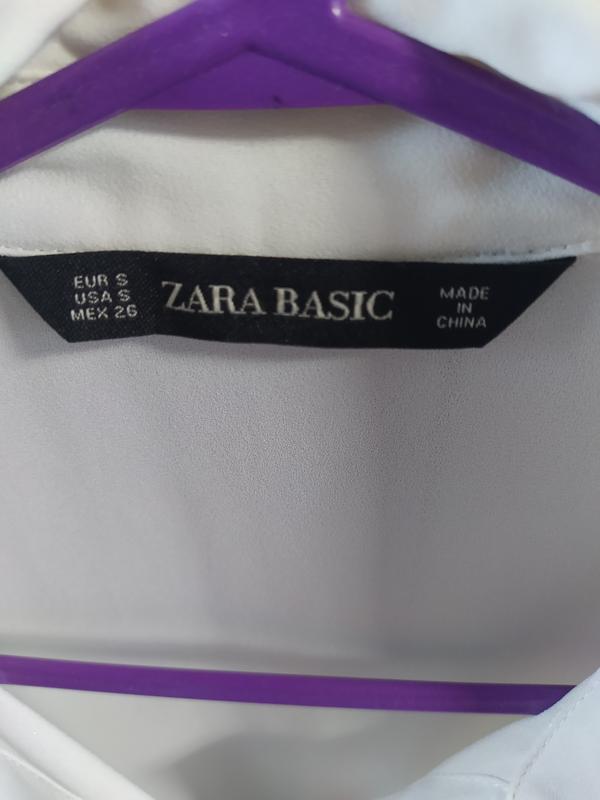 EUR S
USA S
MEX 26
ZARA BASIC
MADE
IN
CHINA